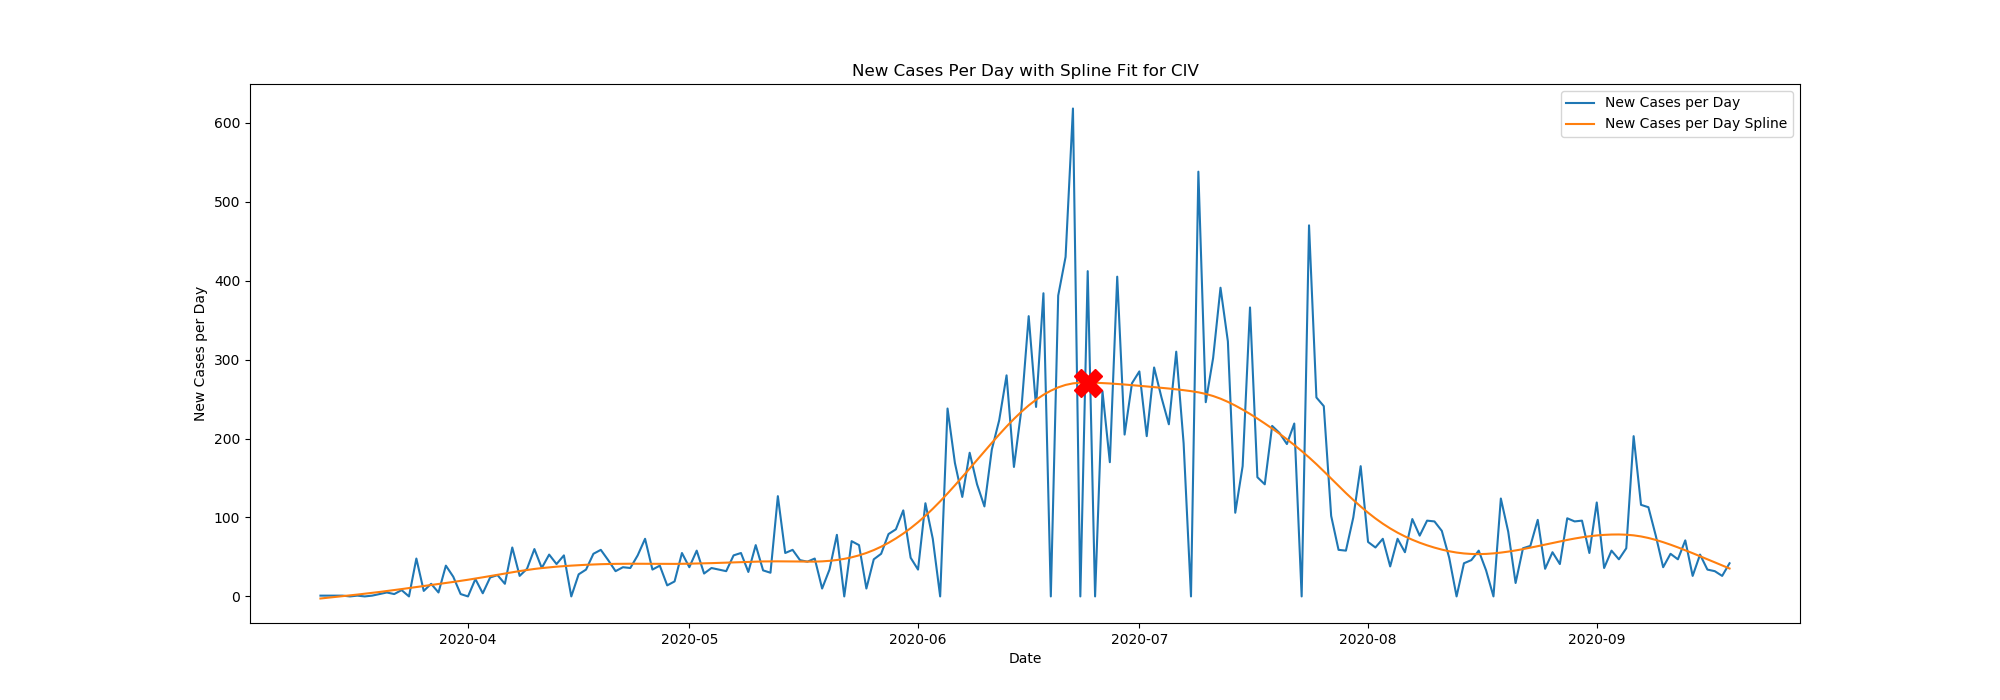 New Cases Per Day with Spline Fit for CIV
New Cases per Day
New Cases per Day Spline
600
500
400
300
200
100
0
New Cases per Day
2020-04 2020-05 2020-06 2020-07 2020-08 2020-09
Date